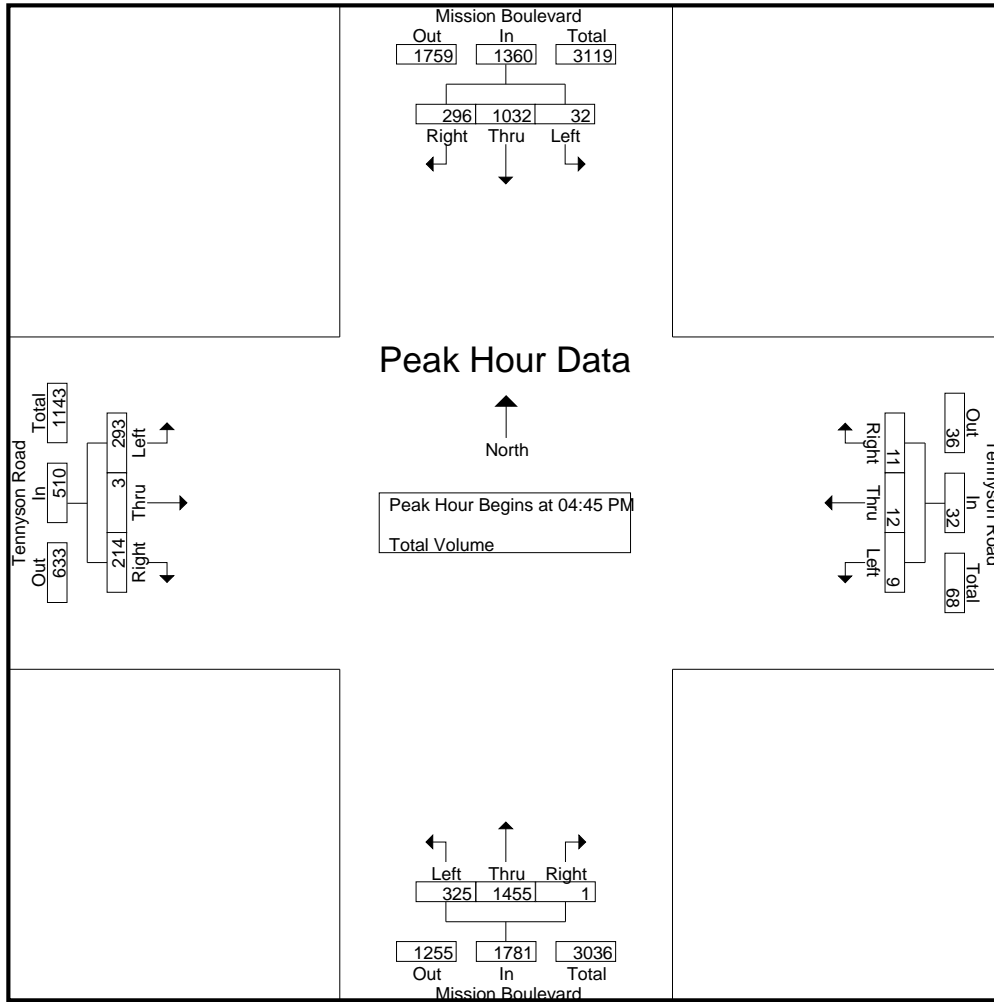 Mission Boulevard
Out In Total
1759 1360 3119
296 1032 32
Right Thru Left
Peak Hour Data
North
Peak Hour Begins at 04:45 PM
Total Volume
Tennyson Road
Out In Total
633 510 1143
214 3 293
Right Thru Left
Tennyson Road
Out In Total
36 32 68
11 12 9
Right Thru Left
Left Thru Right
325 1455 1
1255 1781 3036
Out In Total
Mission Boulevard